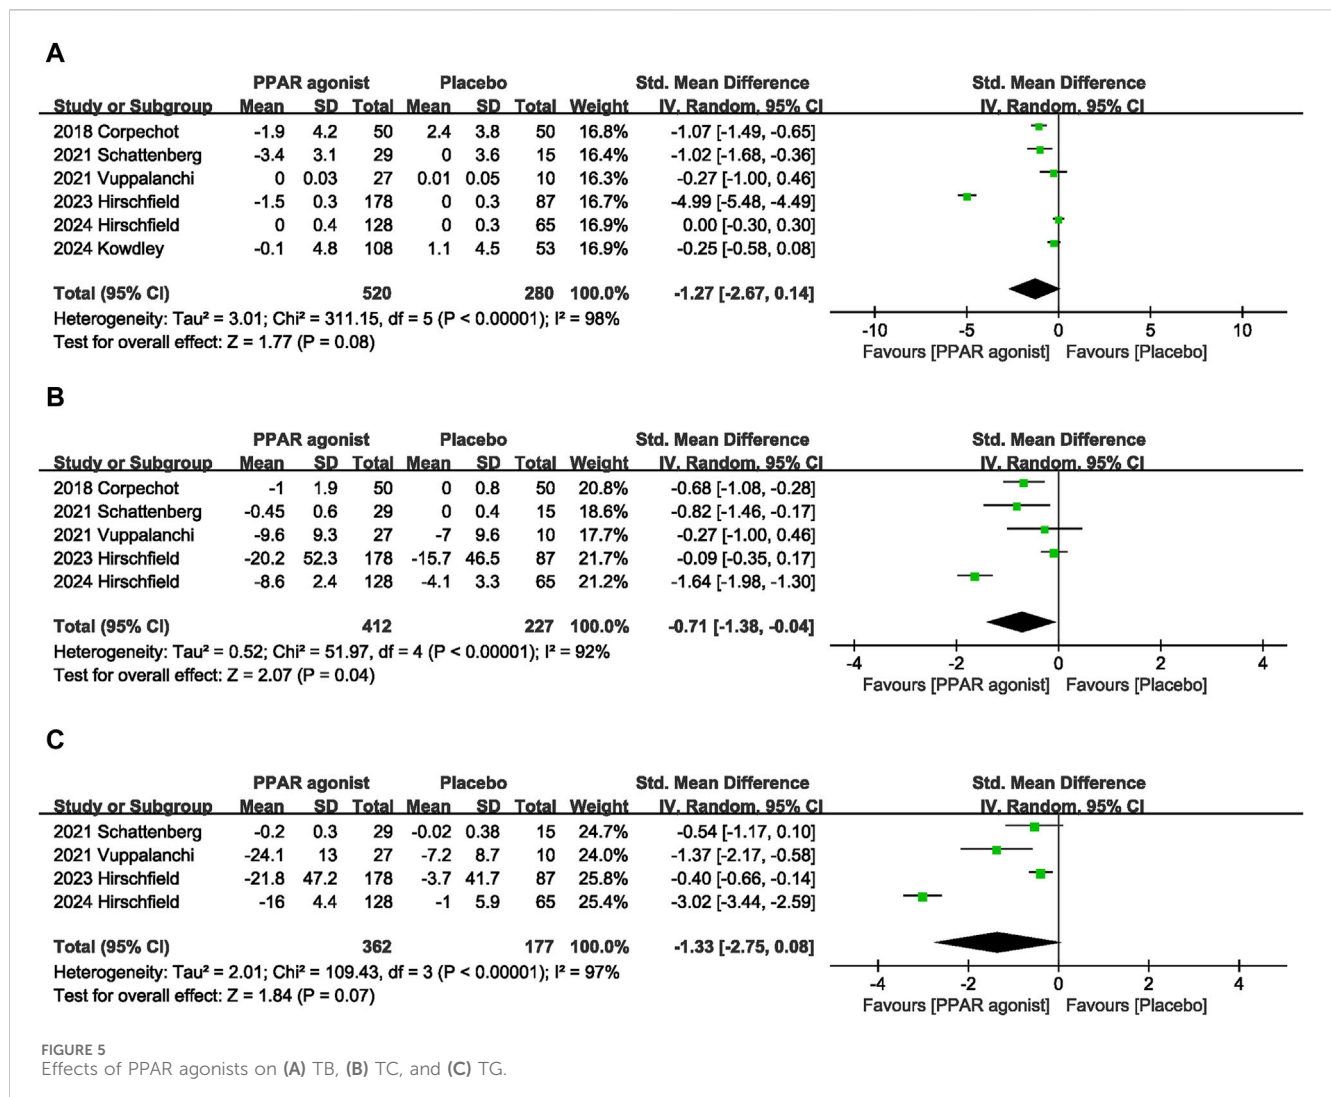 A
PPAR agonist Placebo Std. Mean Difference Std. Mean Difference
Study or Subgroup Mean SD Total Mean SD Total Weight IV, Random, 95% CI IV, Random, 95% CI
2018 Corpechot -1.9 4.2 50 2.4 3.8 50 16.8% -1.07 [-1.49, -0.65]
2021 Schattenberg -3.4 3.1 29 0 3.6 15 16.4% -1.02 [-1.68, -0.36]
2021 Vuppalanchi 0 0.03 27 0.01 0.05 10 16.3% -0.27 [-1.00, 0.46]
2023 Hirschfield -1.5 0.3 178 0 0.3 87 16.7% -4.99 [-5.48, -4.49]
2024 Hirschfield 0 0.4 128 0 0.3 65 16.9% 0.00 [-0.30, 0.30]
2024 Kowdley -0.1 4.8 108 1.1 4.5 53 16.9% -0.25 [-0.58, 0.08]
Total (95% CI) 520 280 100.0% -1.27 [-2.67, 0.14]
Heterogeneity: Tau² = 3.01; Chi² = 311.15, df = 5 (P < 0.00001); I² = 98%
Test for overall effect: Z = 1.77 (P = 0.08)
-10 -5 0 5 10
Favours [PPAR agonist] Favours [Placebo]
B
PPAR agonist Placebo Std. Mean Difference Std. Mean Difference
Study or Subgroup Mean SD Total Mean SD Total Weight IV, Random, 95% CI IV, Random, 95% CI
2018 Corpechot -1 1.9 50 0 0.8 50 20.8% -0.68 [-1.08, -0.28]
2021 Schattenberg -0.45 0.6 29 0 0.4 15 18.6% -0.82 [-1.46, -0.17]
2021 Vuppalanchi -9.6 9.3 27 -7 9.6 10 17.7% -0.27 [-1.00, 0.46]
2023 Hirschfield -20.2 52.3 178 -15.7 46.5 87 21.7% -0.09 [-0.35, 0.17]
2024 Hirschfield -8.6 2.4 128 -4.1 3.3 65 21.2% -1.64 [-1.98, -1.30]
Total (95% CI) 412 227 100.0% -0.71 [-1.38, -0.04]
Heterogeneity: Tau² = 0.52; Chi² = 51.97, df = 4 (P < 0.00001); I² = 92%
Test for overall effect: Z = 2.07 (P = 0.04)
-4 -2 0 2 4
Favours [PPAR agonist] Favours [Placebo]
C
PPAR agonist Placebo Std. Mean Difference Std. Mean Difference
Study or Subgroup Mean SD Total Mean SD Total Weight IV, Random, 95% CI IV, Random, 95% CI
2021 Schattenberg -0.2 0.3 29 -0.02 0.38 15 24.7% -0.54 [-1.17, 0.10]
2021 Vuppalanchi -24.1 13 27 -7.2 8.7 10 24.0% -1.37 [-2.17, -0.58]
2023 Hirschfield -21.8 47.2 178 -3.7 41.7 87 25.8% -0.40 [-0.66, -0.14]
2024 Hirschfield -16 4.4 128 -1 5.9 65 25.4% -3.02 [-3.44, -2.59]
Total (95% CI) 362 177 100.0% -1.33 [-2.75, 0.08]
Heterogeneity: Tau² = 2.01; Chi² = 109.43, df = 3 (P < 0.00001); I² = 97%
Test for overall effect: Z = 1.84 (P = 0.07)
-4 -2 0 2 4
Favours [PPAR agonist] Favours [Placebo]
FIGURE 5
Effects of PPAR agonists on (A) TB, (B) TC, and (C) TG.